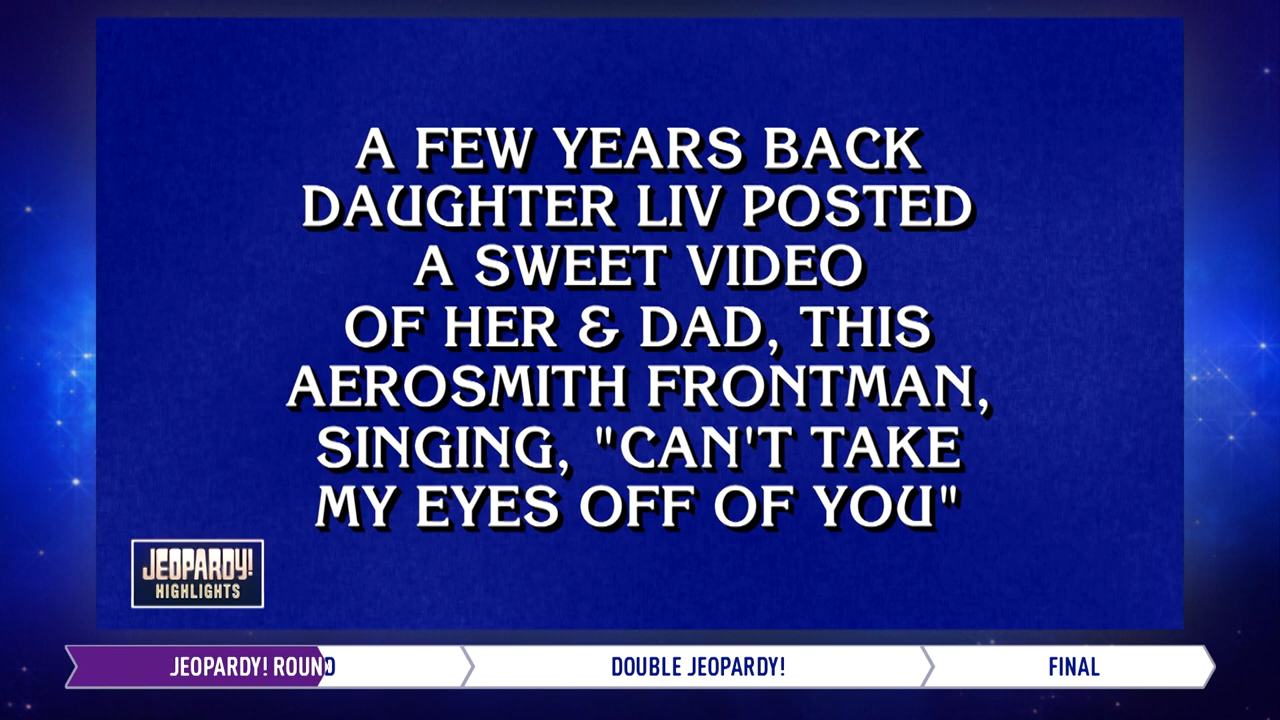 A FEW YEARS BACK
DAUGHTER LIV POSTED
A SWEET VIDEO
OF HER & DAD, THIS
AEROSMITH FRONTMAN,
SINGING, "CAN'T TAKE
MY EYES OFF OF YOU"
JEOPARDY!
HIGHLIGHTS
JEOPARDY! ROUND
DOUBLE JEOPARDY!
FINAL